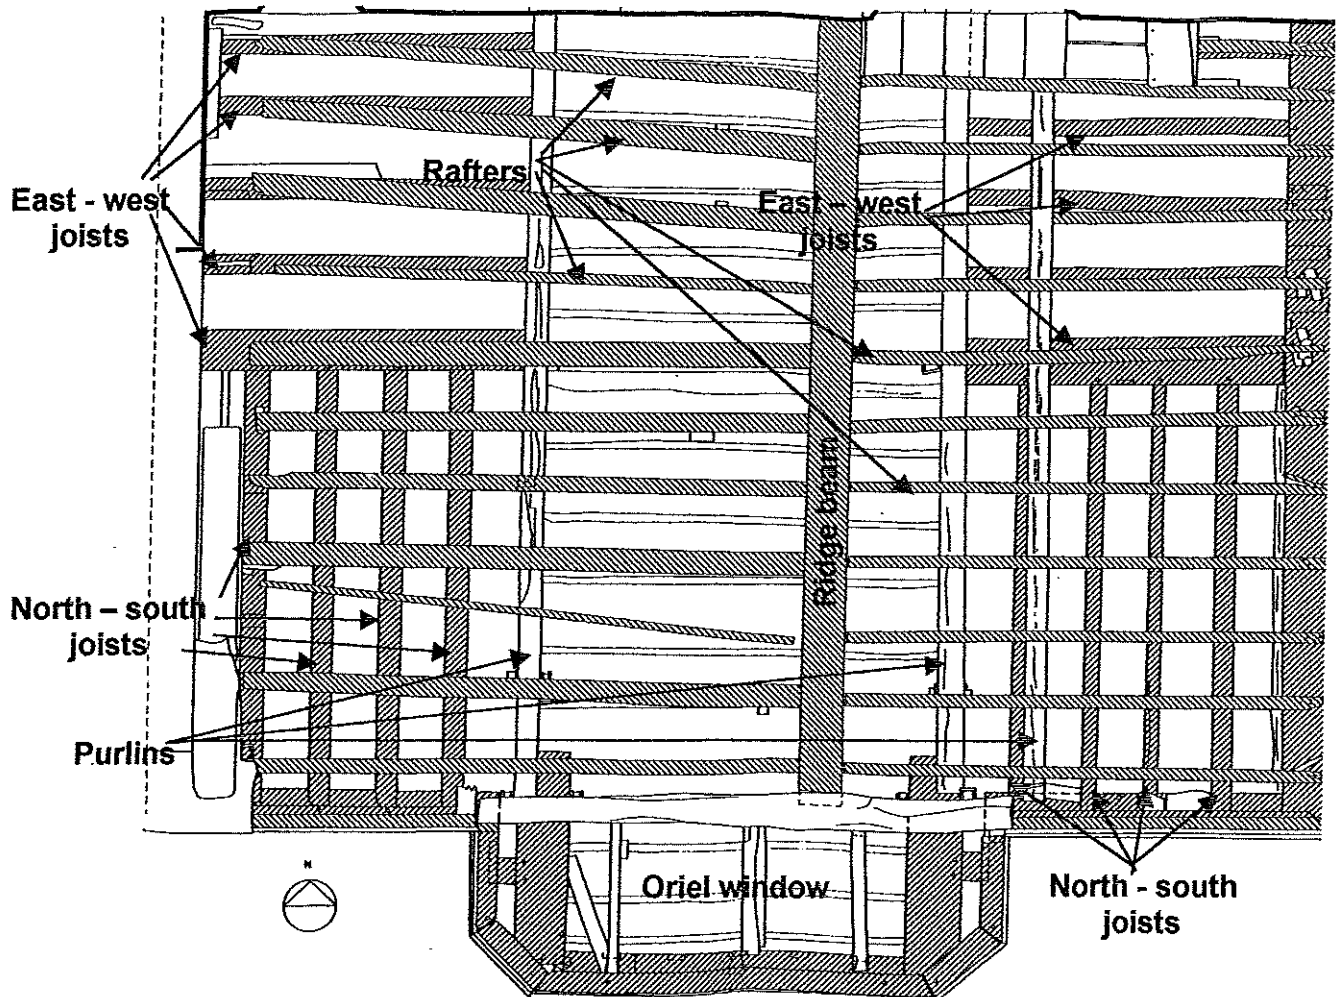 Rafters
East - west
joists
East - west
joists
Ridge beam
North – south
joists
Purlins
N
Oriel window
North - south
joists